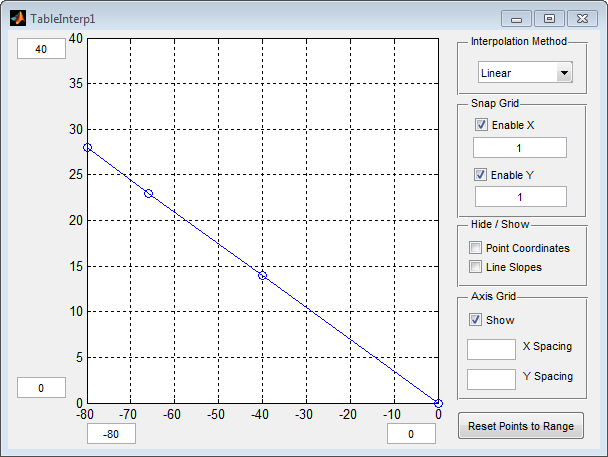 TableInterp1
40
40
35
30
25
20
15
10
5
0
0
-80 -70 -60 -50 -40 -30 -20 -10 0
-80
0
Interpolation Method
Linear
Snap Grid
Enable X
1
Enable Y
1
Hide / Show
Point Coordinates
Line Slopes
Axis Grid
Show
X Spacing
Y Spacing
Reset Points to Range